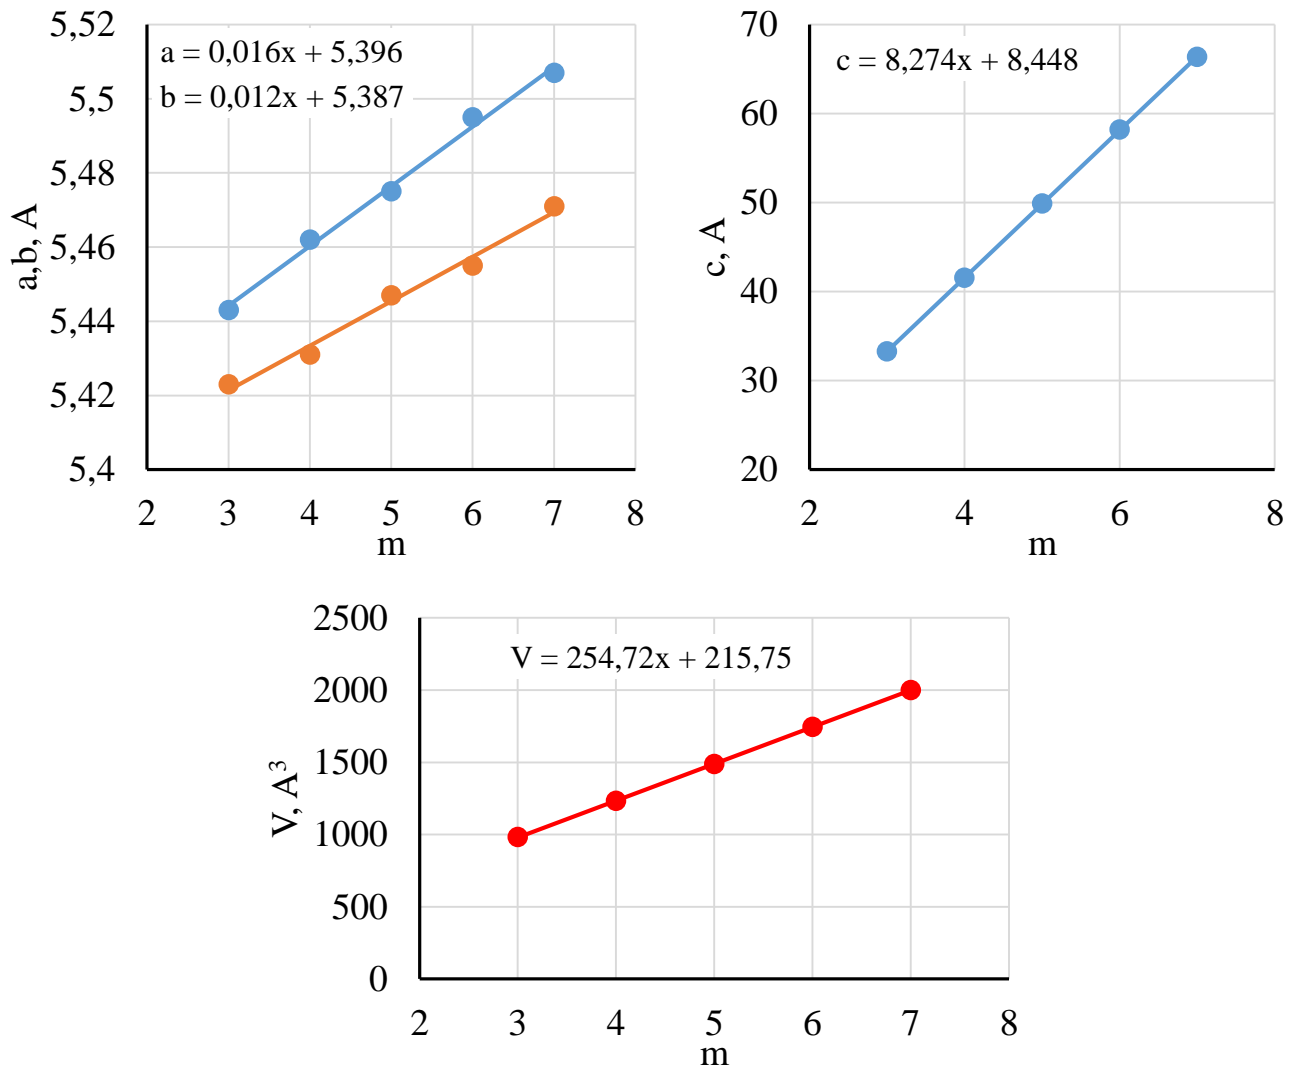 a = 0,016x + 5,396
b = 0,012x + 5,387
5,52
5,5
5,48
5,46
5,44
5,42
5,4
a,b, A
2 3 4 5 6 7 8
m
c = 8,274x + 8,448
70
60
50
40
30
20
c, A
2 4 6 8
m
V = 254,72x + 215,75
2500
2000
1500
1000
500
0
V, A³
2 3 4 5 6 7 8
m